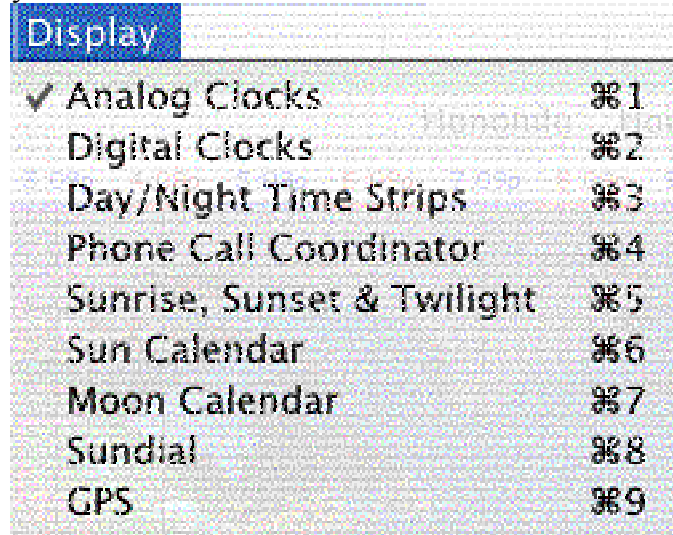 Display
✓ Analog Clocks ⌘1
Digital Clocks ⌘2
Day/Night Time Strips ⌘3
Phone Call Coordinator ⌘4
Sunrise, Sunset & Twilight ⌘5
Sun Calendar ⌘6
Moon Calendar ⌘7
Sundial ⌘8
GPS ⌘9